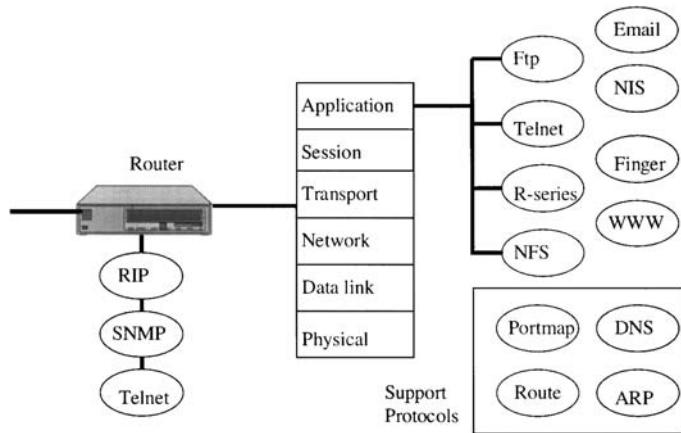 Router
RIP
SNMP
Telnet
Application
Session
Transport
Network
Data link
Physical
Ftp
Telnet
R-series
NFS
Email
NIS
Finger
WWW
Portmap
DNS
Route
ARP
Support
Protocols